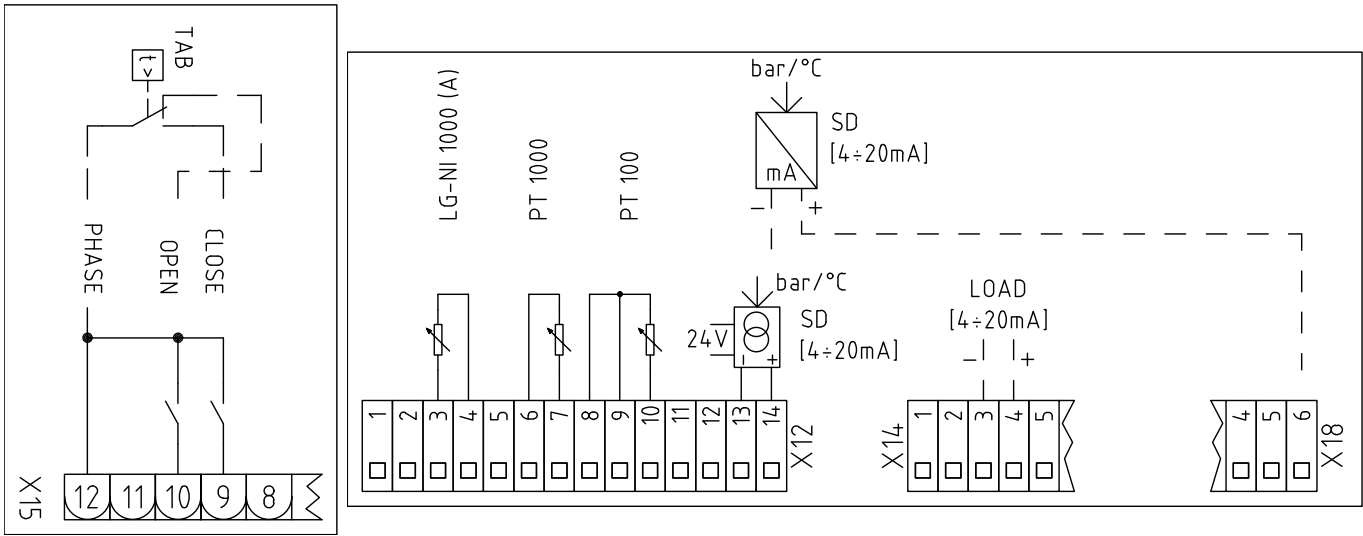 TAB
t>
PHASE
OPEN
CLOSE
X15
12 11 10 9 8
LG-NI 1000 (A)
PT 1000
PT 100
bar/°C
SD
[4÷20mA]
mA
- +
bar/°C
24V
SD
[4÷20mA]
- +
1 2 3 4 5 6 7 8 9 10 11 12 13 14
X12
LOAD
[4÷20mA]
- +
X14
1 2 3 4 5
4 5 6
X18